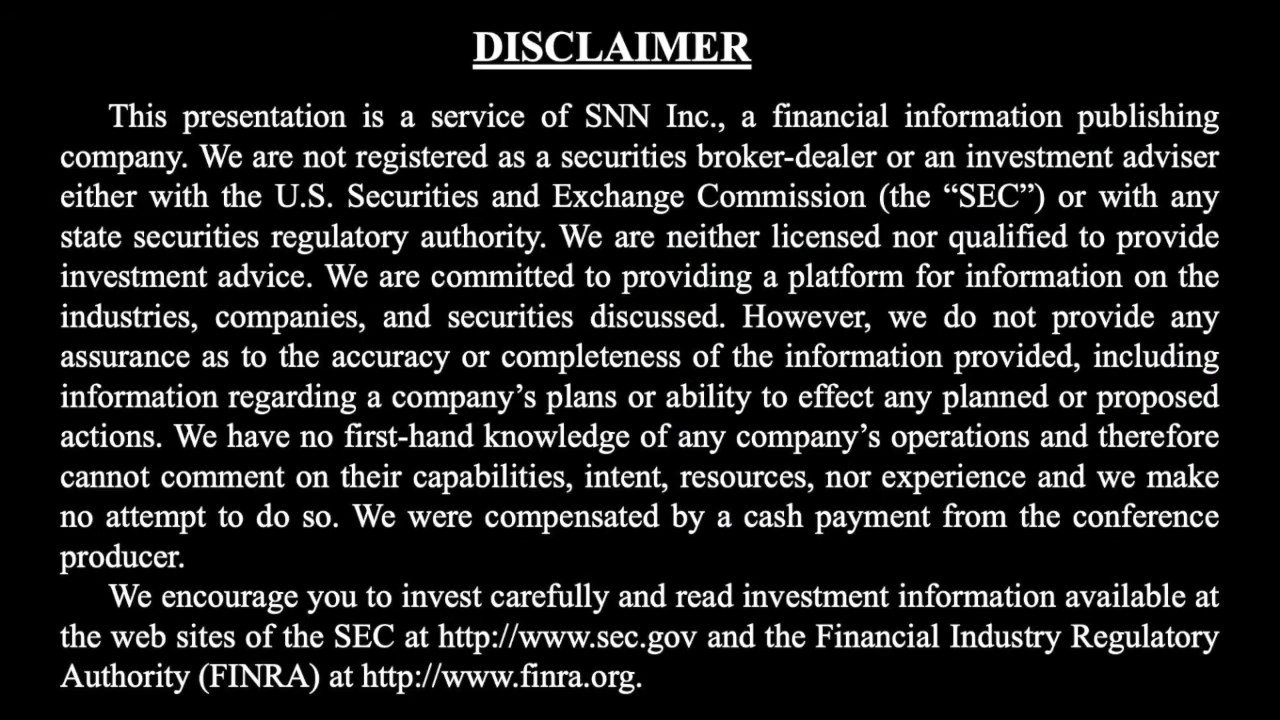 DISCLAIMER
This presentation is a service of SNN Inc., a financial information publishing
company. We are not registered as a securities broker-dealer or an investment adviser
either with the U.S. Securities and Exchange Commission (the “SEC”) or with any
state securities regulatory authority. We are neither licensed nor qualified to provide
investment advice. We are committed to providing a platform for information on the
industries, companies, and securities discussed. However, we do not provide any
assurance as to the accuracy or completeness of the information provided, including
information regarding a company’s plans or ability to effect any planned or proposed
actions. We have no first-hand knowledge of any company’s operations and therefore
cannot comment on their capabilities, intent, resources, nor experience and we make
no attempt to do so. We were compensated by a cash payment from the conference
producer.
We encourage you to invest carefully and read investment information available at
the web sites of the SEC at http://www.sec.gov and the Financial Industry Regulatory
Authority (FINRA) at http://www.finra.org.